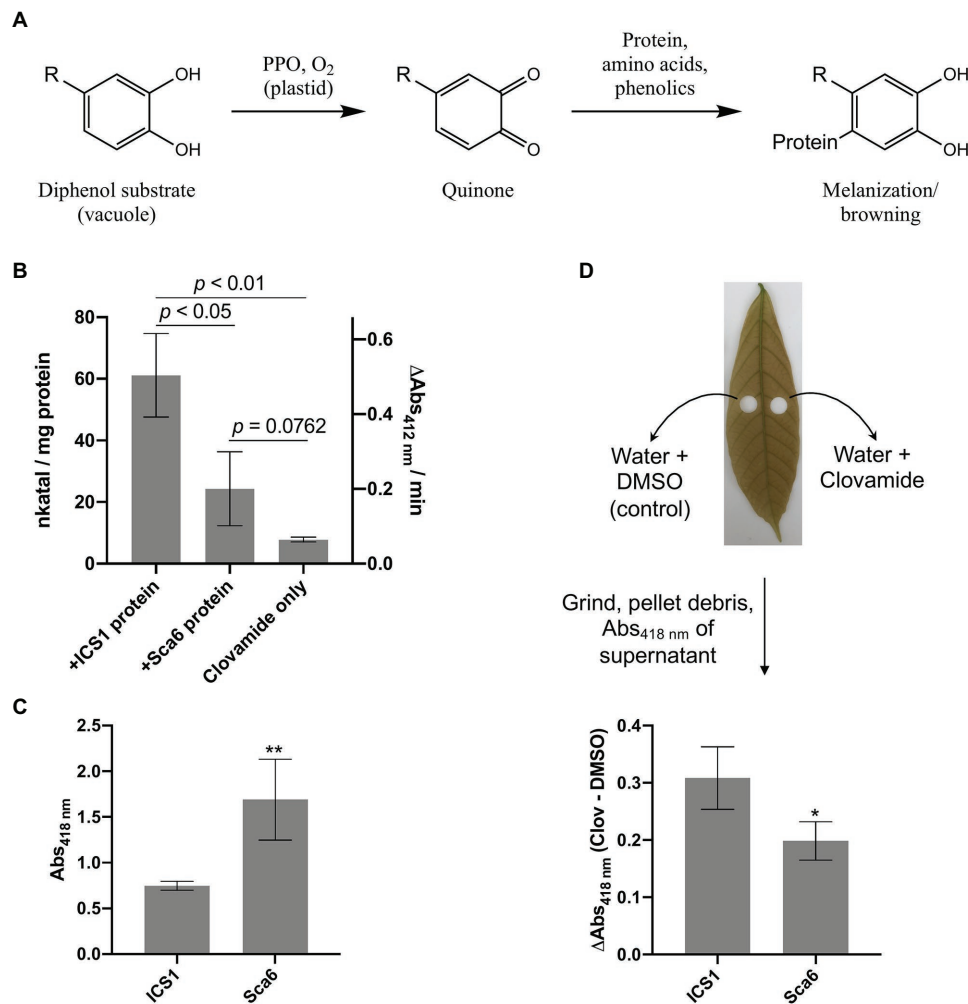 A
R
OH
OH
Diphenol substrate
(vacuole)
PPO, O2
(plastid)
R
O
O
Quinone
Protein,
amino acids,
phenolics
R
Protein
OH
OH
Melanization/
browning
B
p < 0.01
p < 0.05
p = 0.0762
nkatal / mg protein
80
60
40
20
0
ΔAbs412 nm / min
0.6
0.4
0.2
0.0
+ICS1 protein
+Sca6 protein
Clovamide only
C
Abs418 nm
2.5
2.0
1.5
1.0
0.5
0.0
**
ICS1
Sca6
D
Water +
DMSO
(control)
Water +
Clovamide
Grind, pellet debris,
Abs418 nm of
supernatant
ΔAbs418 nm (Clov - DMSO)
0.4
0.3
0.2
0.1
0.0
*
ICS1
Sca6